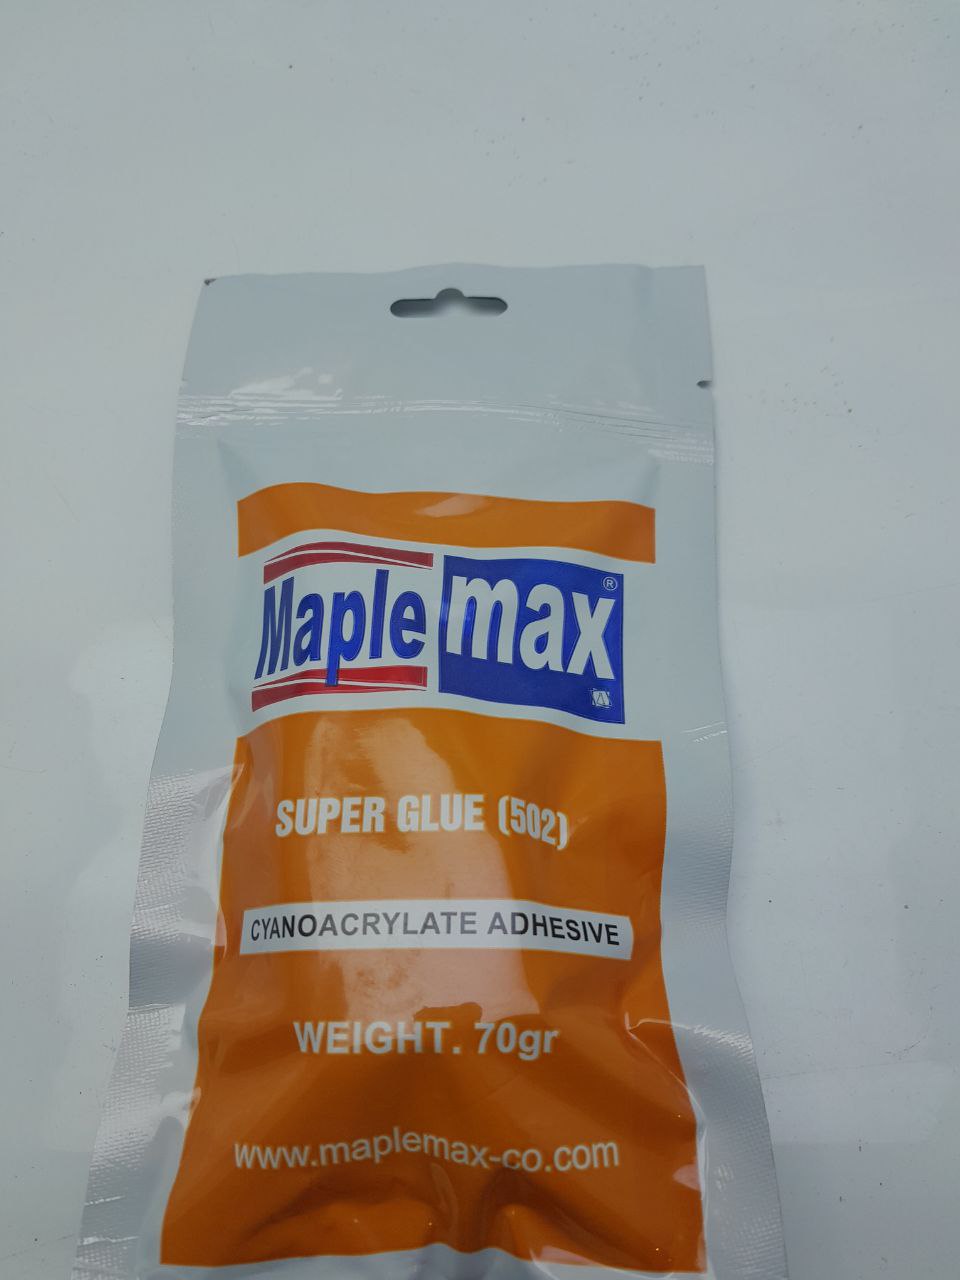 Maple max ®
SUPER GLUE (502)
CYANOACRYLATE ADHESIVE
WEIGHT. 70gr
www.maplemax-co.com